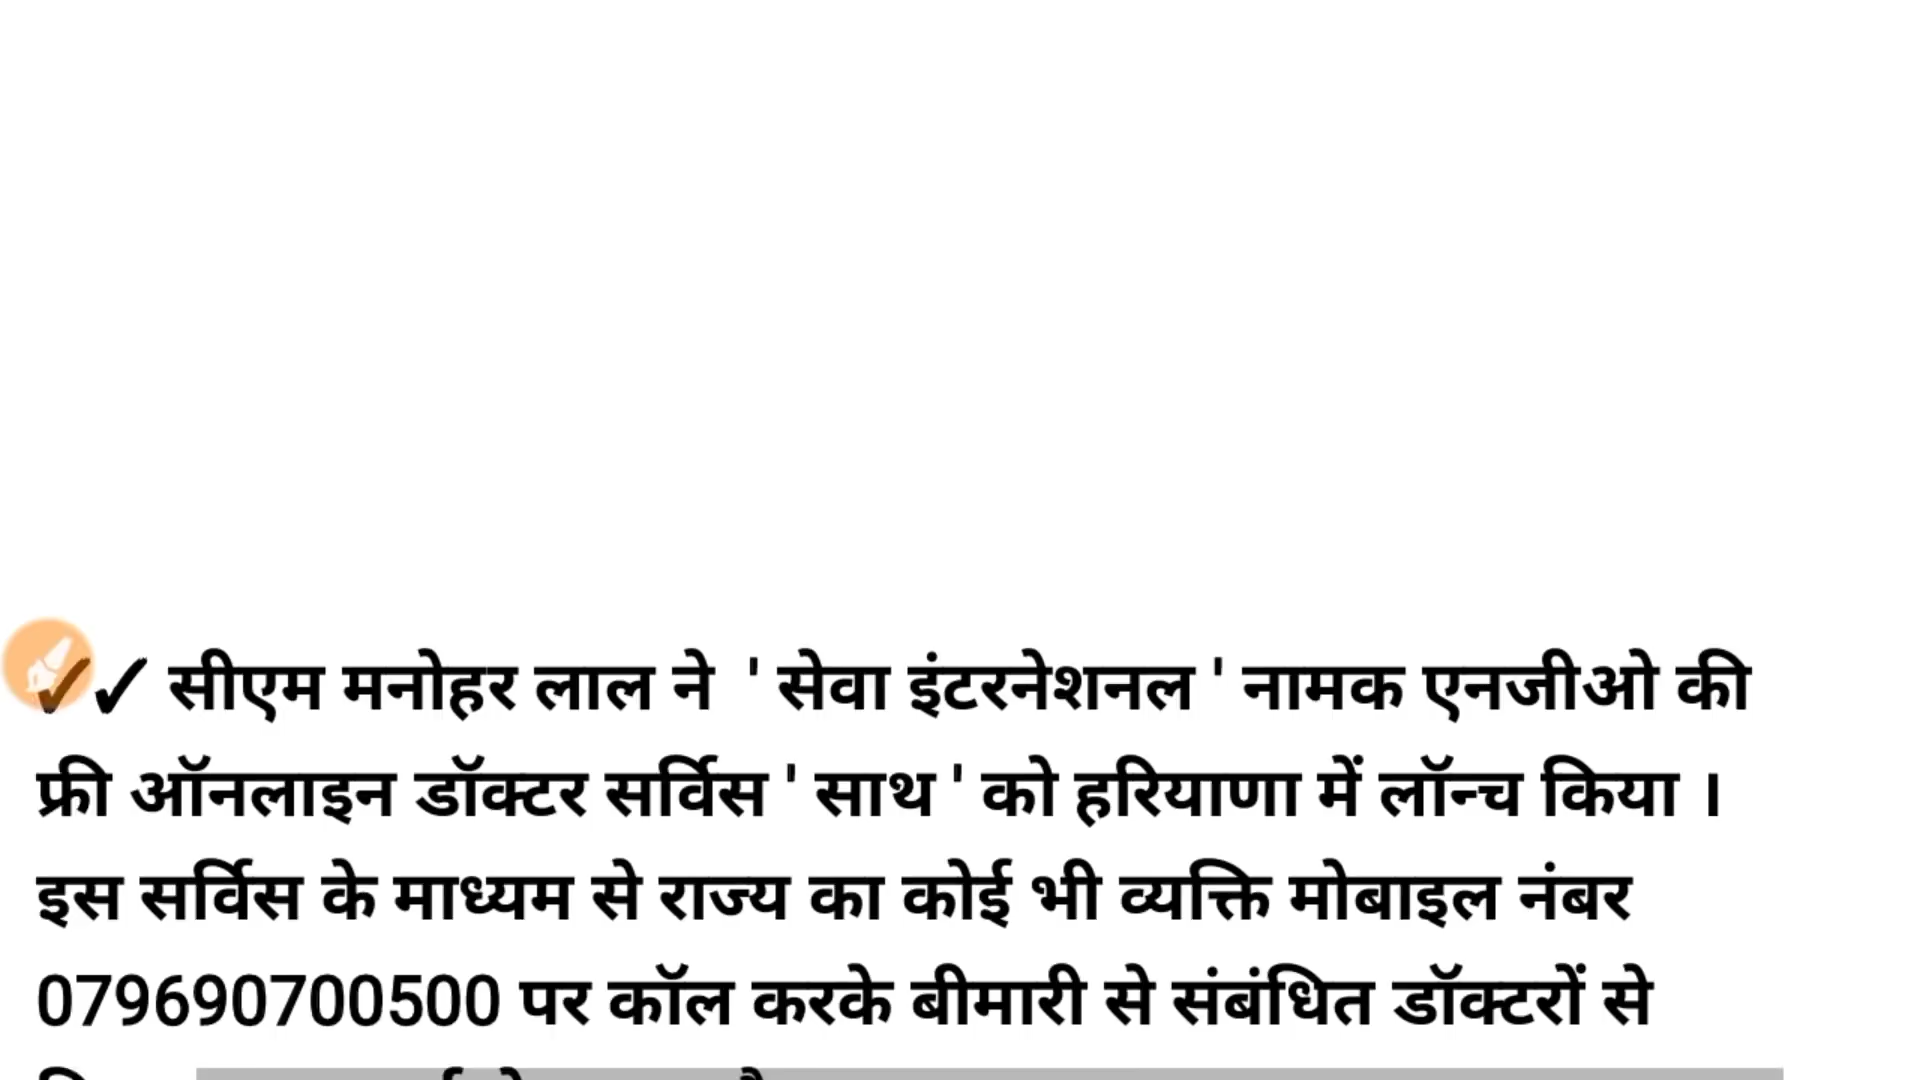 ✓✓ सीएम मनोहर लाल ने ' सेवा इंटरनेशनल ' नामक एनजीओ की
फ्री ऑनलाइन डॉक्टर सर्विस ' साथ ' को हरियाणा में लॉन्च किया ।
इस सर्विस के माध्यम से राज्य का कोई भी व्यक्ति मोबाइल नंबर
079690700500 पर कॉल करके बीमारी से संबंधित डॉक्टरों से